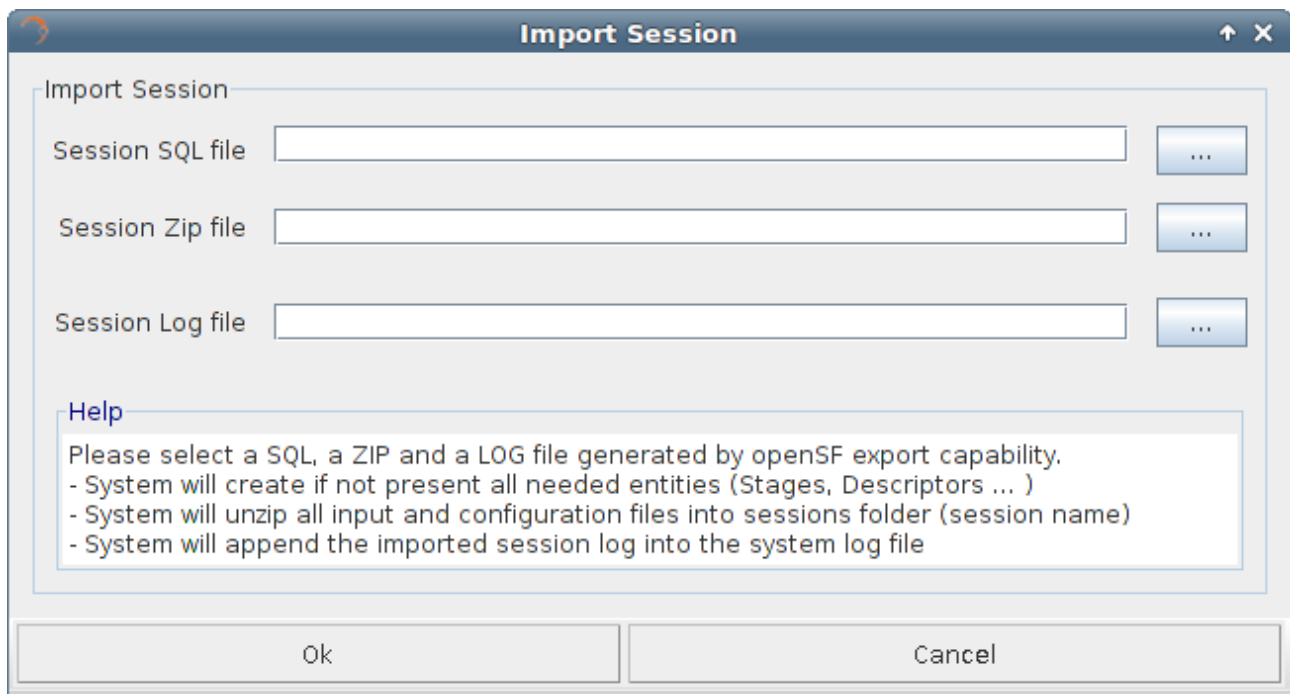 Import Session
Import Session
Session SQL file
...
Session Zip file
...
Session Log file
...
Help
Please select a SQL, a ZIP and a LOG file generated by openSF export capability.
- System will create if not present all needed entities (Stages, Descriptors ... )
- System will unzip all input and configuration files into sessions folder (session name)
- System will append the imported session log into the system log file
Ok Cancel